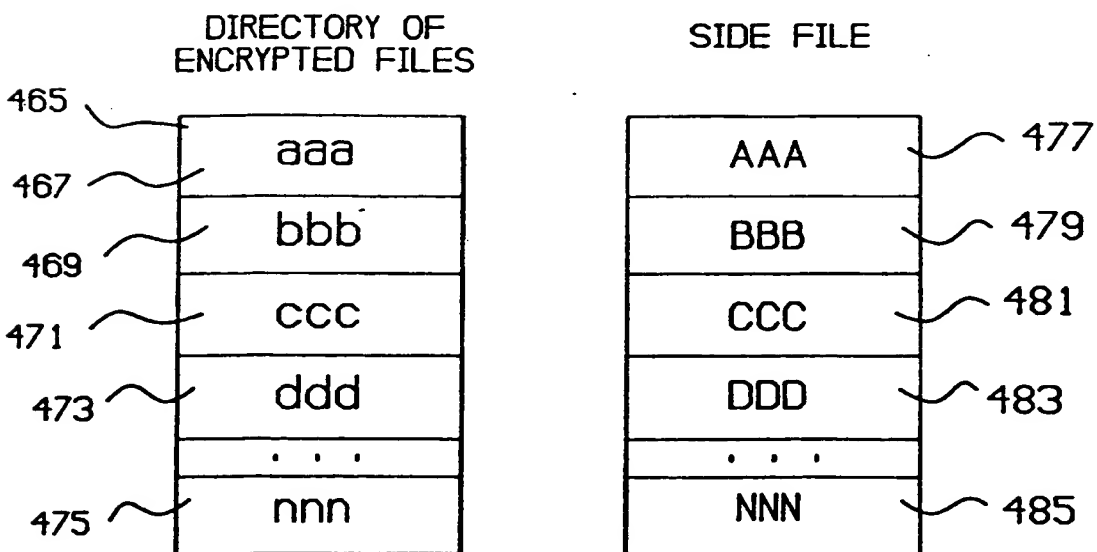 DIRECTORY OF
ENCRYPTED FILES
SIDE FILE
465
aaa
AAA
477
467
bbb
BBB
479
469
ccc
CCC
481
471
ddd
DDD
483
473
. . .
. . .
nnn
NNN
485
475